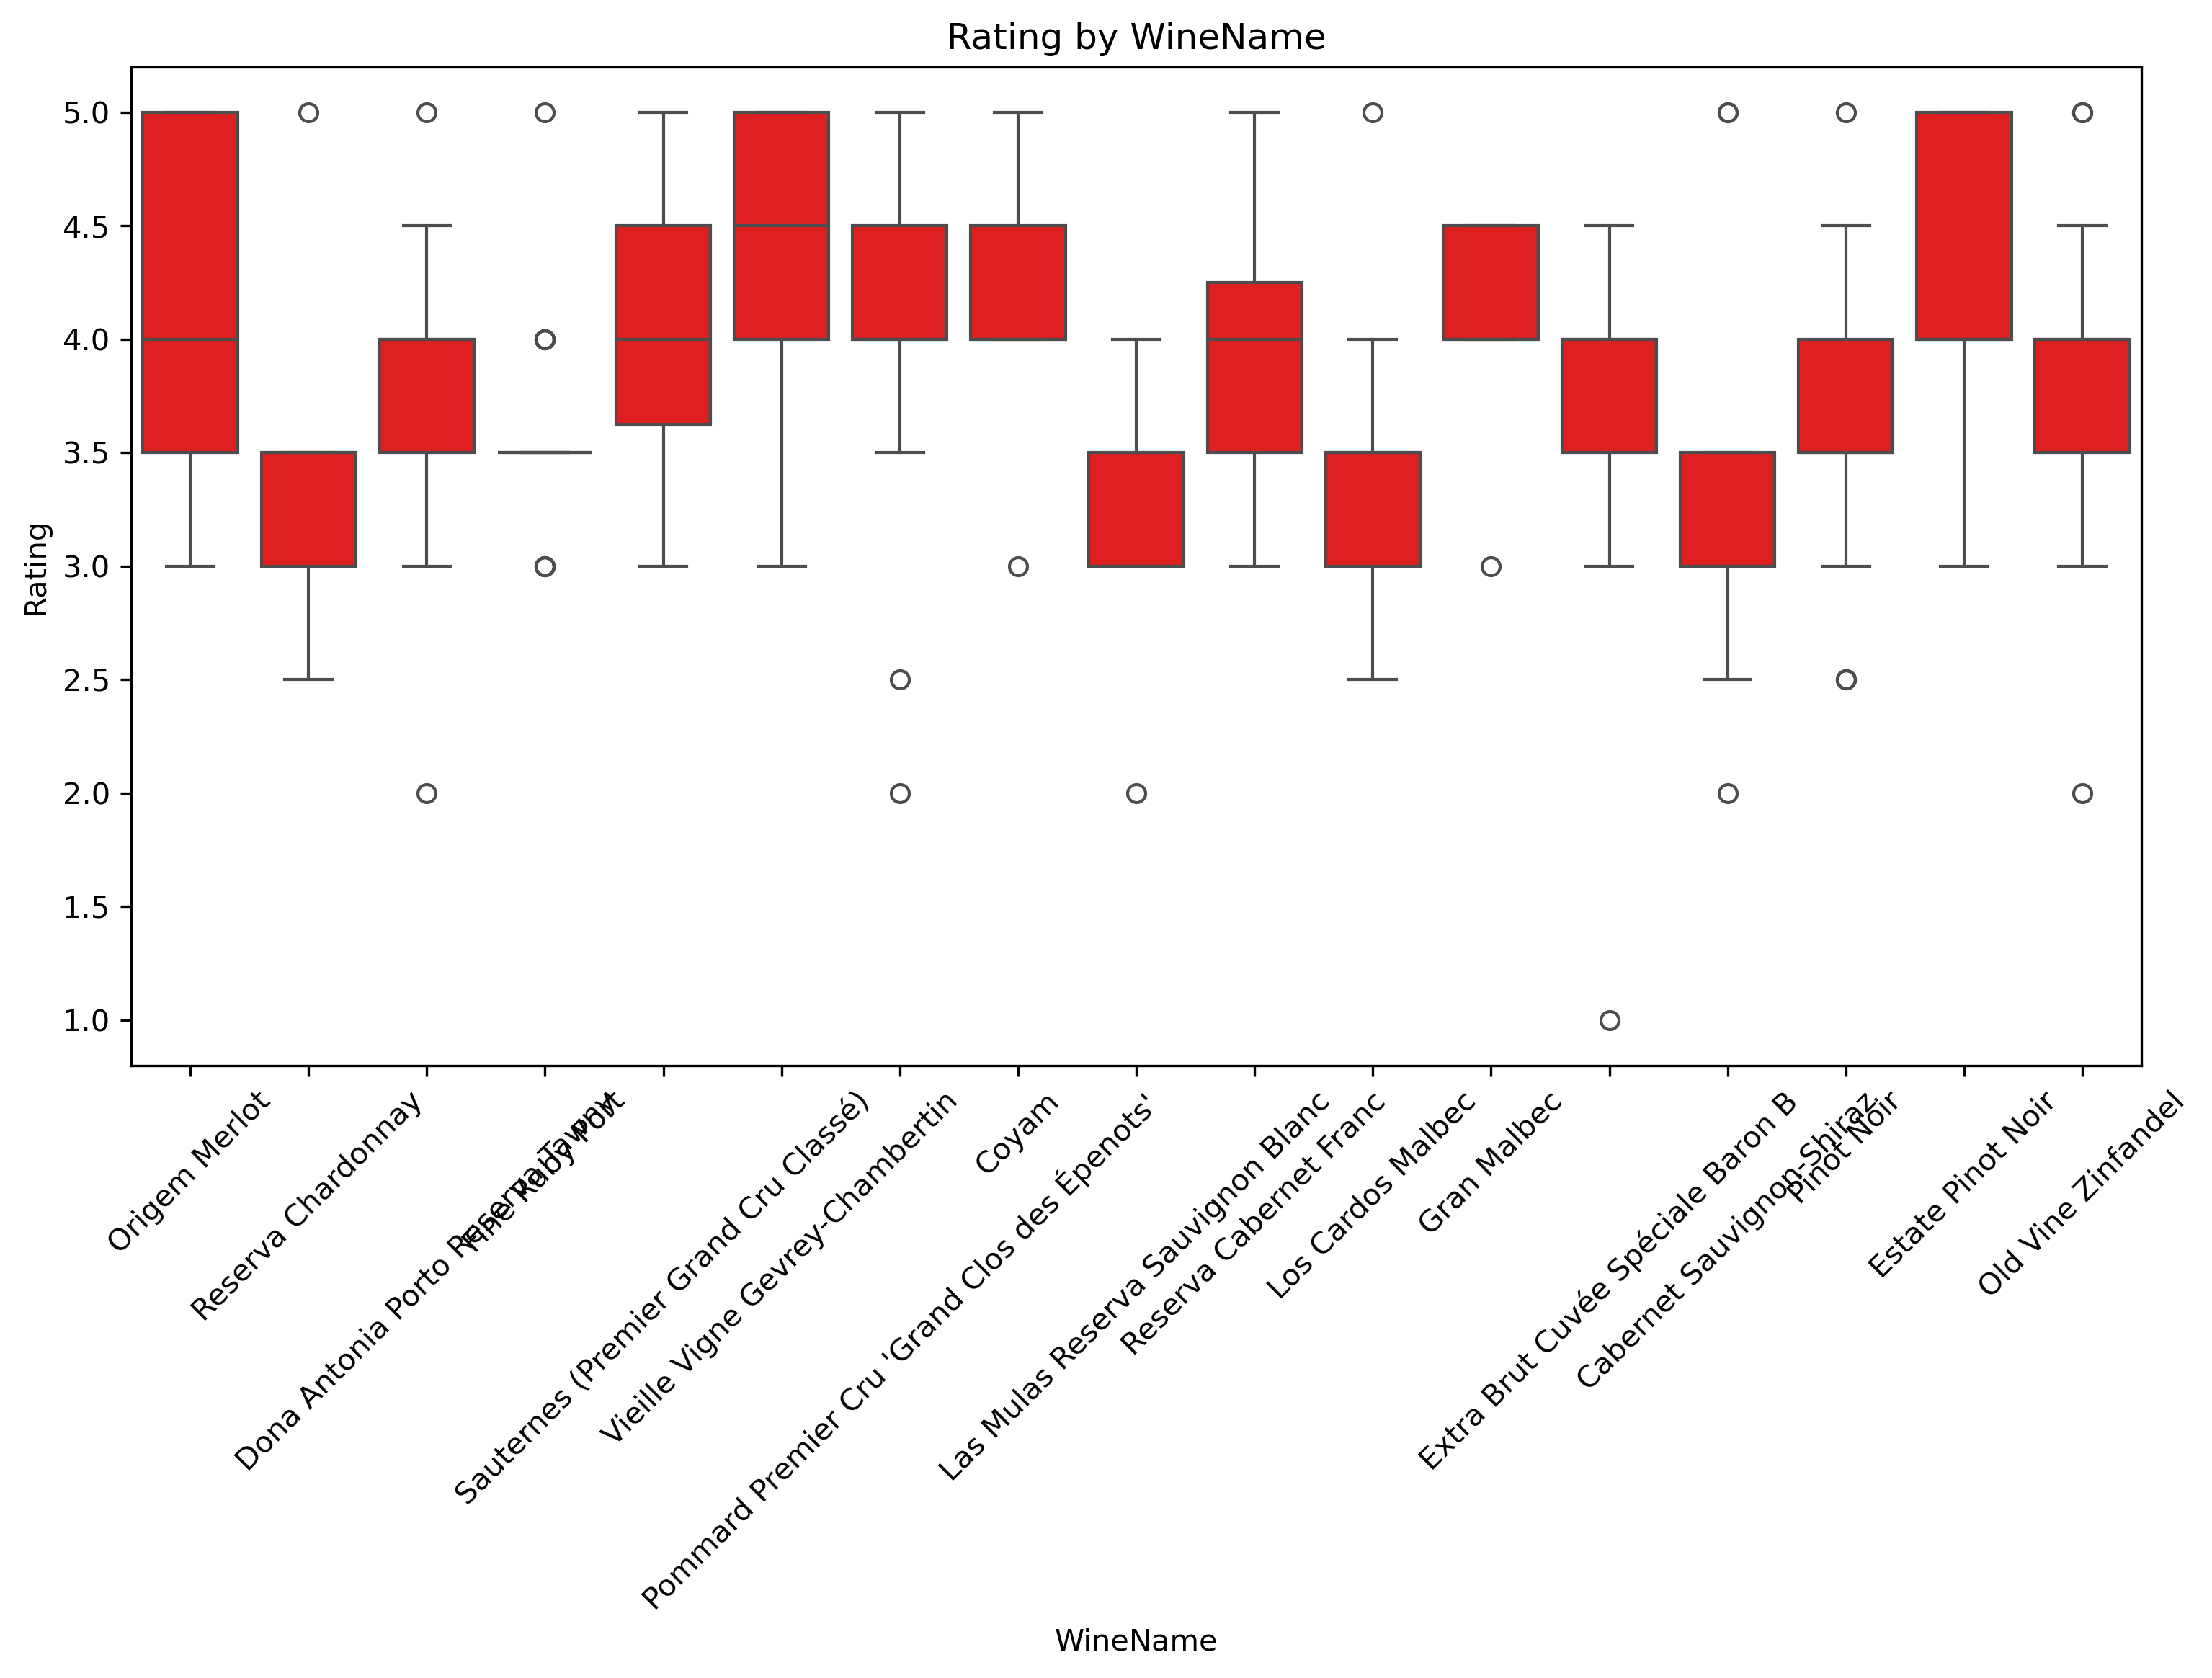 Rating by WineName
5.0
4.5
4.0
3.5
3.0
2.5
2.0
1.5
1.0
Rating
Origem Merlot
Reserva Chardonnay
Dona Antonia Porto Reserva Tawny
Fine Ruby Port
Sauternes (Premier Grand Cru Classé)
Vieille Vigne Gevrey-Chambertin
Pommard Premier Cru 'Grand Clos des Épenots'
Coyam
Las Mulas Reserva Sauvignon Blanc
Reserva Cabernet Franc
Los Cardos Malbec
Gran Malbec
Extra Brut Cuvée Spéciale Baron B
Cabernet Sauvignon-Shiraz
Pinot Noir
Estate Pinot Noir
Old Vine Zinfandel
WineName